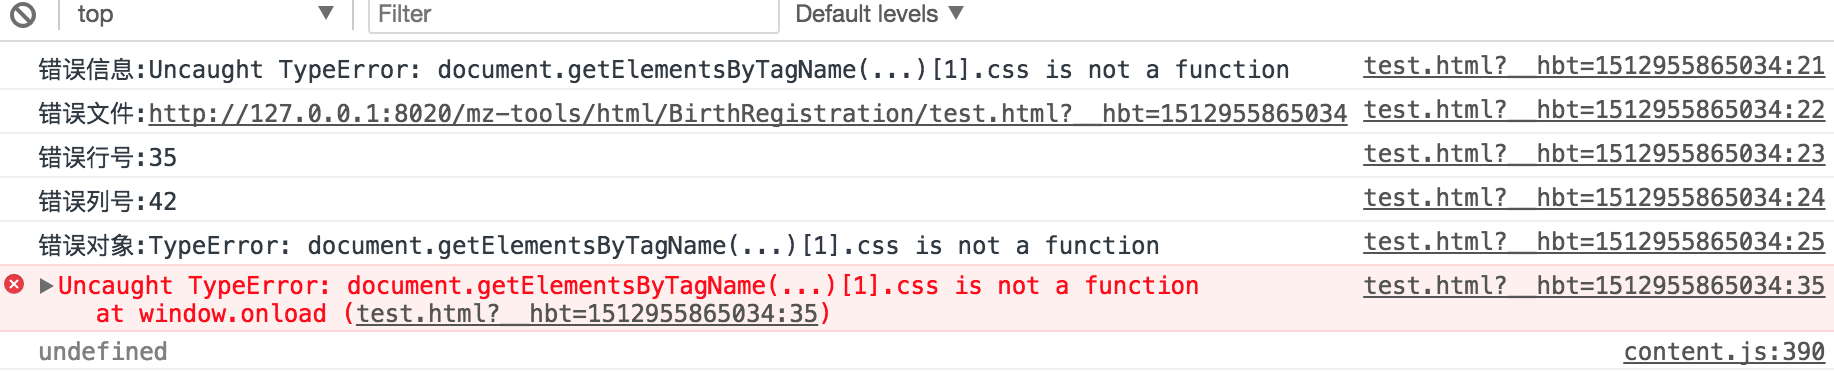 top Filter Default levels
错误信息:Uncaught TypeError: document.getElementsByTagName(...)[1].css is not a function test.html?__hbt=1512955865034:21
错误文件:http://127.0.0.1:8020/mz-tools/html/BirthRegistration/test.html?__hbt=1512955865034 test.html?__hbt=1512955865034:22
错误行号:35 test.html?__hbt=1512955865034:23
错误列号:42 test.html?__hbt=1512955865034:24
错误对象:TypeError: document.getElementsByTagName(...)[1].css is not a function test.html?__hbt=1512955865034:25
Uncaught TypeError: document.getElementsByTagName(...)[1].css is not a function test.html?__hbt=1512955865034:35
at window.onload (test.html?__hbt=1512955865034:35)
undefined content.js:390